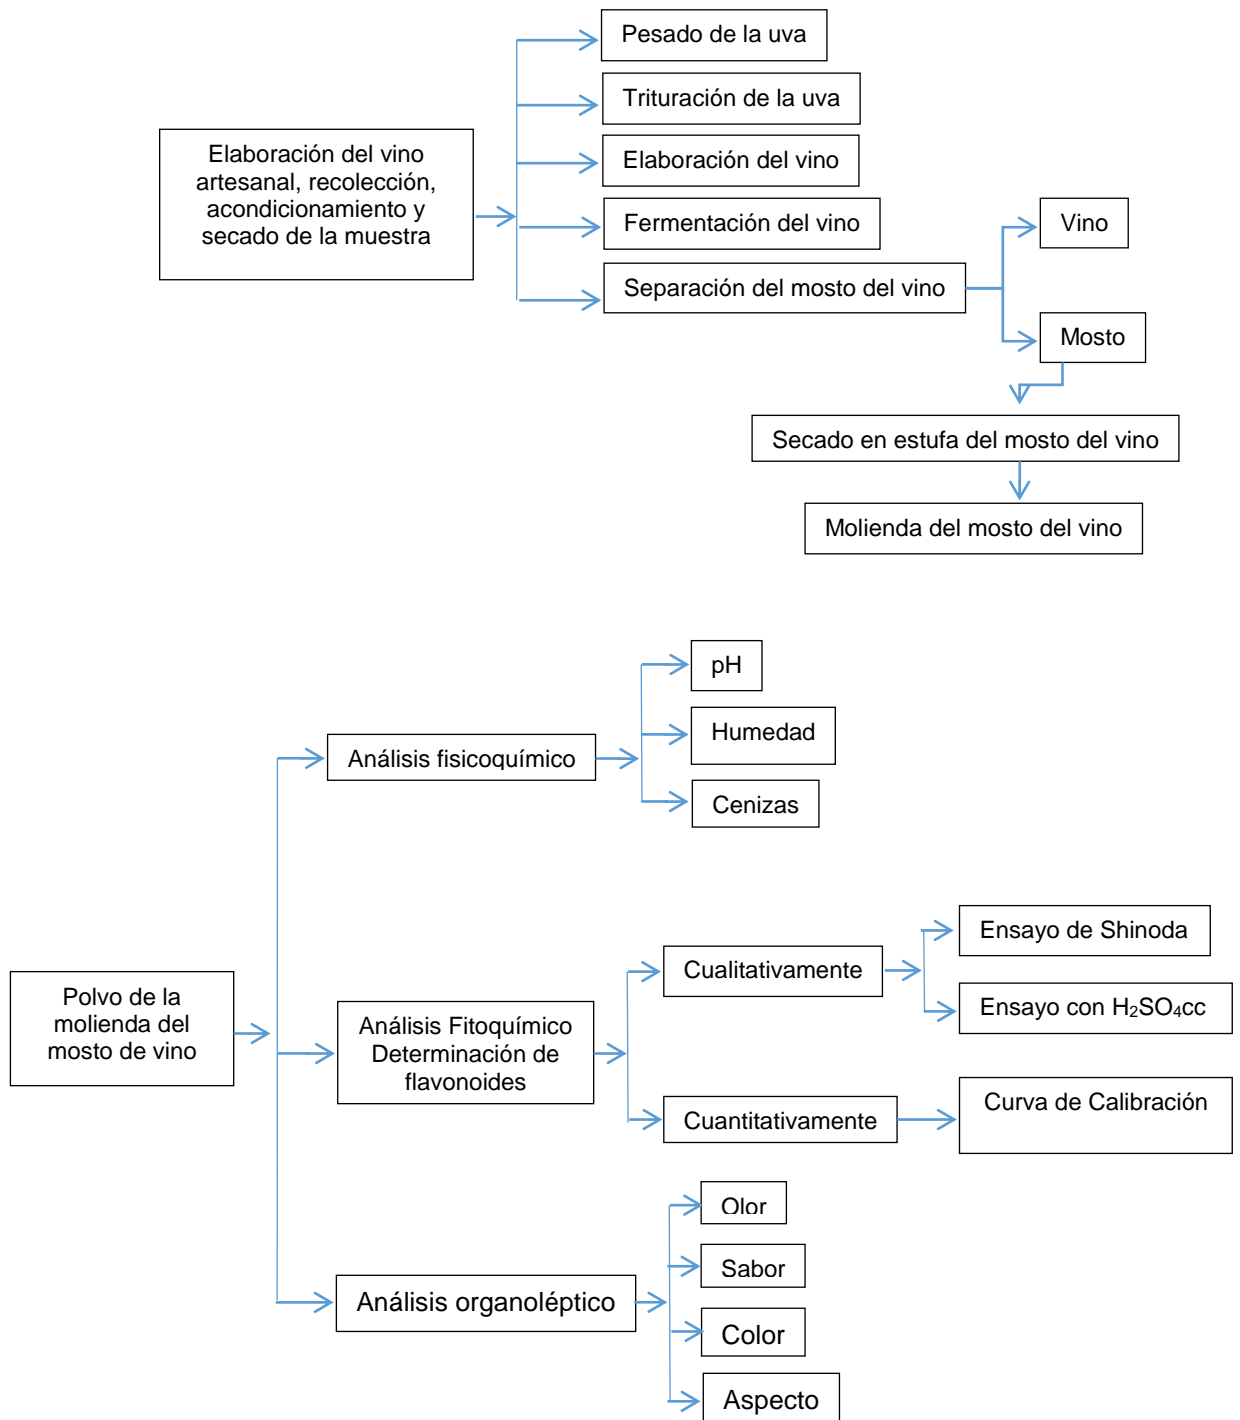 Pesado de la uva
Trituración de la uva
Elaboración del vino
artesanal, recolección,
acondicionamiento y
secado de la muestra
Elaboración del vino
Fermentación del vino
Separación del mosto del vino
Vino
Mosto
Secado en estufa del mosto del vino
Molienda del mosto del vino
pH
Análisis fisicoquímico
Humedad
Cenizas
Polvo de la
molienda del
mosto de vino
Análisis Fitoquímico
Determinación de
flavonoides
Cualitativamente
Ensayo de Shinoda
Ensayo con H₂SO₄cc
Cuantitativamente
Curva de Calibración
Análisis organoléptico
Olor
Sabor
Color
Aspecto